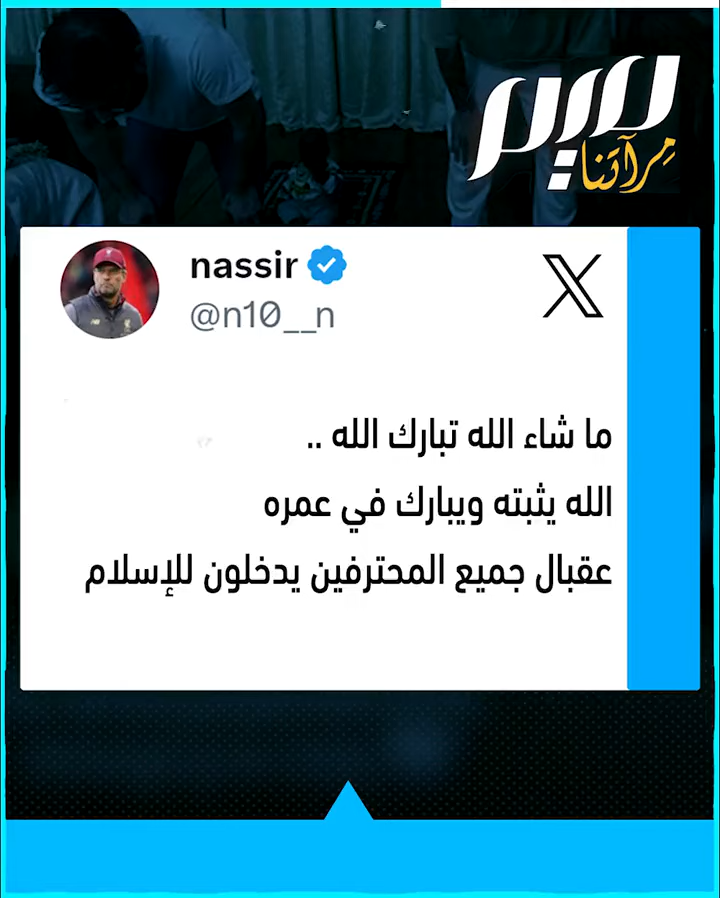 مرآتنا
nassir
@n10__n
ما شاء الله تبارك الله ..
الله يثبته ويبارك في عمره
عقبال جميع المحترفين يدخلون للإسلام